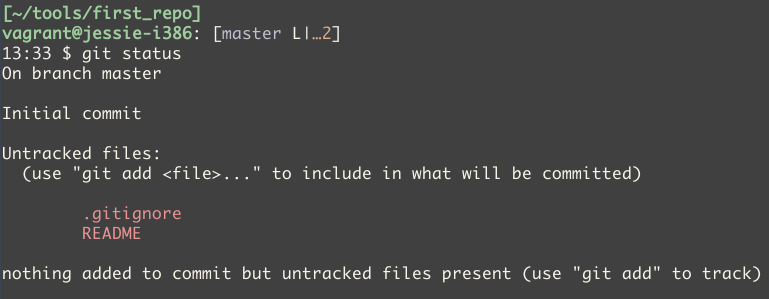 [~/tools/first_repo]
vagrant@jessie-i386: [master L|…2]
13:33 $ git status
On branch master
Initial commit
Untracked files:
(use "git add <file>..." to include in what will be committed)
.gitignore
README
nothing added to commit but untracked files present (use "git add" to track)